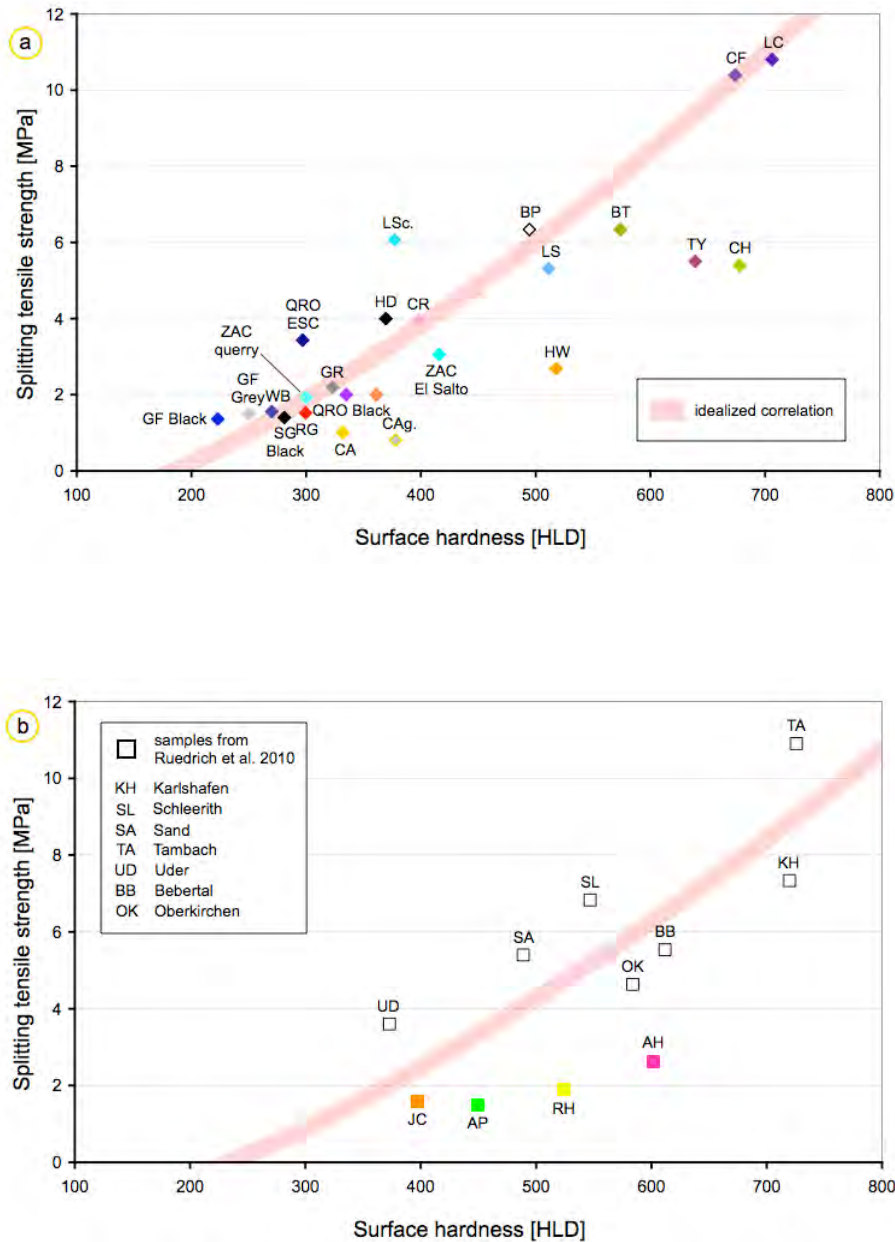 a
12
10
8
6
4
2
0
Splitting tensile strength [MPa]
LC
CF
BP
BT
LSc.
LS
TY
CH
QRO
ESC
HD
CR
ZAC
querry
GR
ZAC
El Salto
HW
GF
Grey
WB
GF Black
QRO Black
SG
Black
RG
CA
CAg.
idealized correlation
100
200
300
400
500
600
700
800
Surface hardness [HLD]
b
12
10
8
6
4
2
0
Splitting tensile strength [MPa]
samples from
Ruedrich et al. 2010
KH Karlshafen
SL Schleerith
SA Sand
TA Tambach
UD Uder
BB Bebertal
OK Oberkirchen
TA
KH
SL
SA
BB
OK
UD
AH
JC
AP
RH
100
200
300
400
500
600
700
800
Surface hardness [HLD]